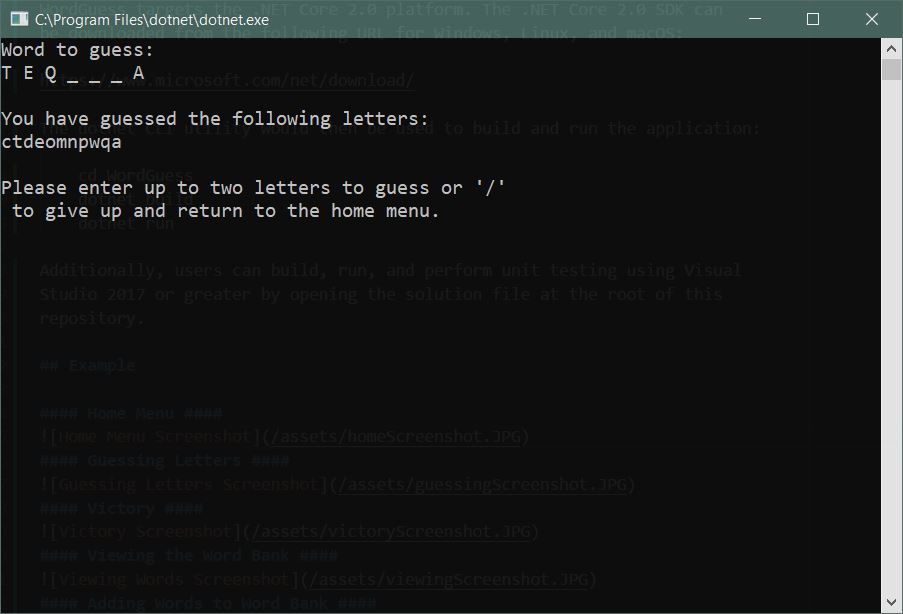 C:\Program Files\dotnet\dotnet.exe
WordGuess targets the .NET Core 2.0 platform. The .NET Core 2.0 SDK can
be downloaded from the following URL for Windows, Linux, and macOS:
Word to guess:
T E Q _ _ _ A
https://www.microsoft.com/net/download/
You have guessed the following letters:
The dotnet CLI utility would then be used to build and run the application:
ctdeomnpwqa
cd WordGuess
Please enter up to two letters to guess or '/'
dotnet build
to give up and return to the home menu.
dotnet run
Additionally, users can build, run, and perform unit testing using Visual
Studio 2017 or greater by opening the solution file at the root of this
repository.
## Example
#### Home Menu ####
![Home Menu Screenshot](/assets/homeScreenshot.JPG)
#### Guessing Letters ####
![Guessing Letters Screenshot](/assets/guessingScreenshot.JPG)
#### Victory ####
![Victory Screenshot](/assets/victoryScreenshot.JPG)
#### Viewing the Word Bank ####
![Viewing Words Screenshot](/assets/viewingScreenshot.JPG)
#### Adding Words to Word Bank ####